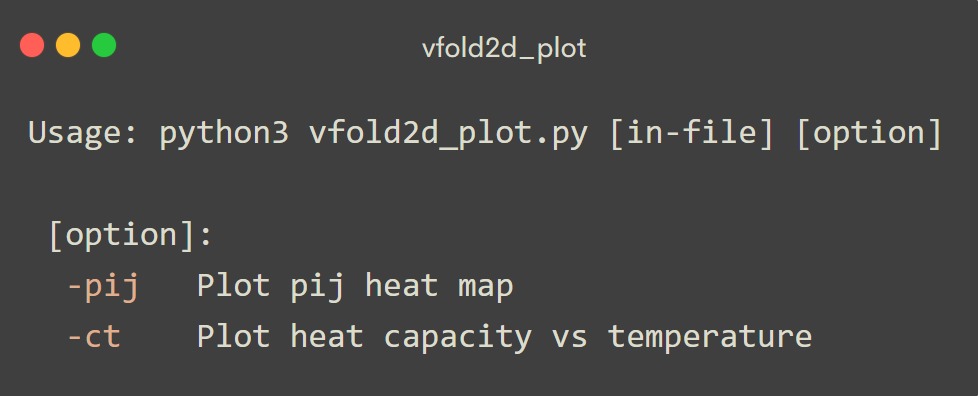 vfold2d_plot
Usage: python3 vfold2d_plot.py [in-file] [option]
[option]:
-pij Plot pij heat map
-ct Plot heat capacity vs temperature